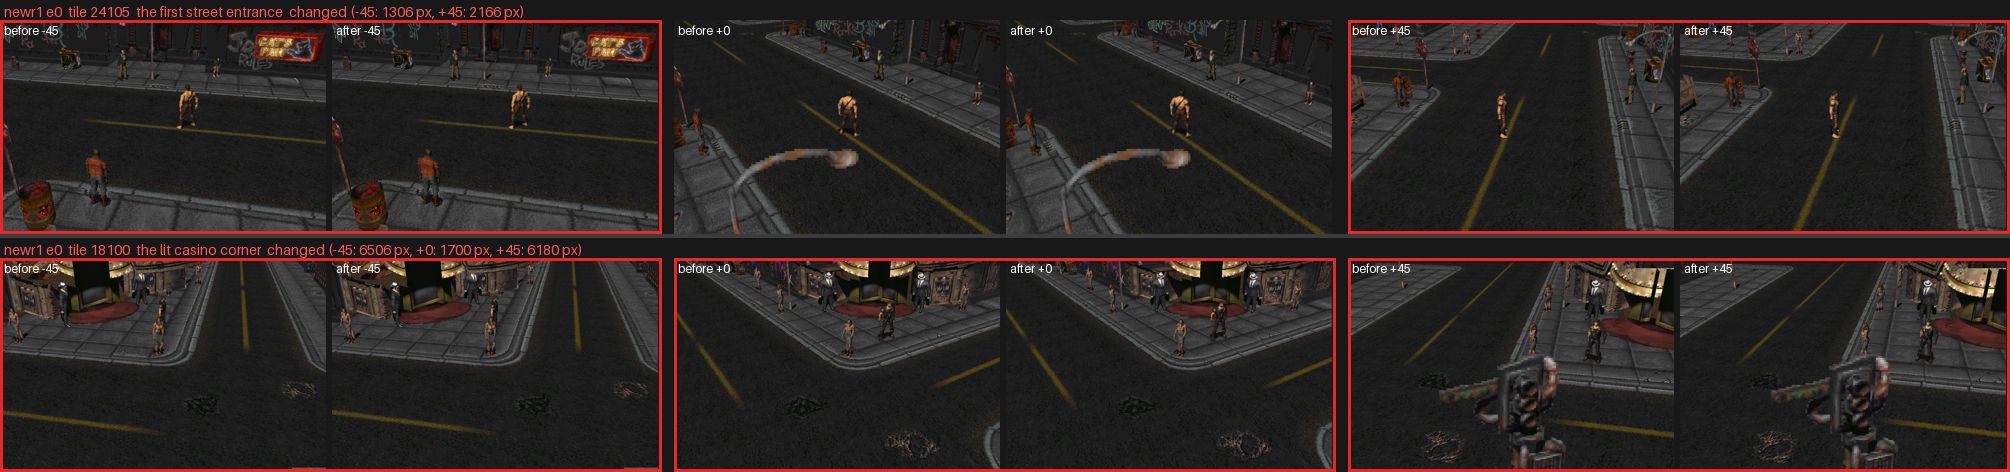 newr1 e0 tile 24105 the first street entrance changed (-45: 1306 px, +45: 2166 px)
before -45
after -45
before +0
after +0
before +45
after +45
RULES
RULES
newr1 e0 tile 18100 the lit casino corner changed (-45: 6506 px, +0: 1700 px, +45: 6180 px)
before -45
after -45
before +0
after +0
before +45
after +45